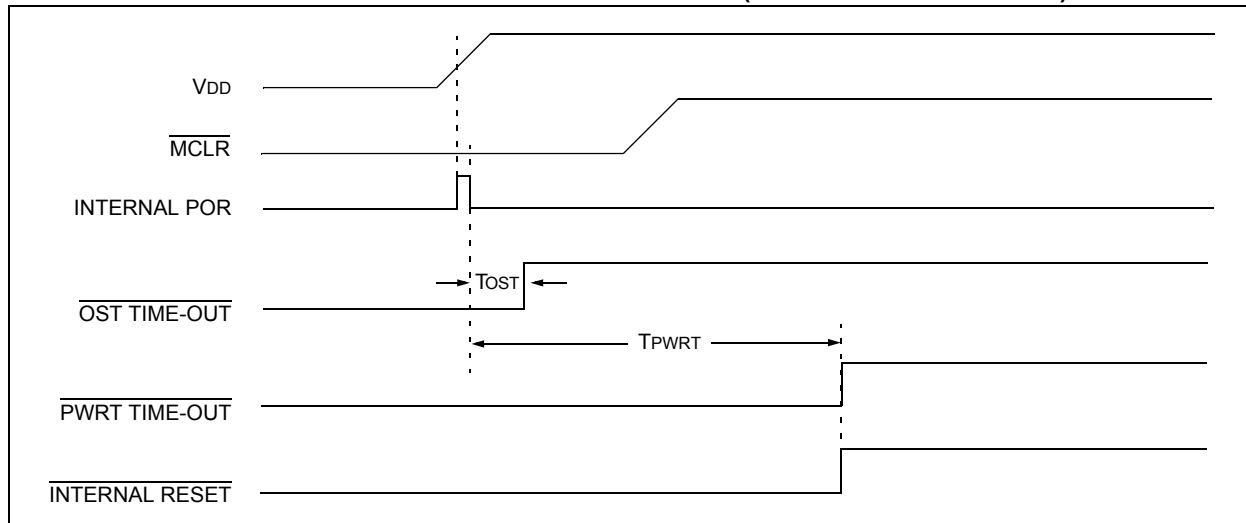 VDD
MCLR
INTERNAL POR
TOST
OST TIME-OUT
TPWRT
PWRT TIME-OUT
INTERNAL RESET